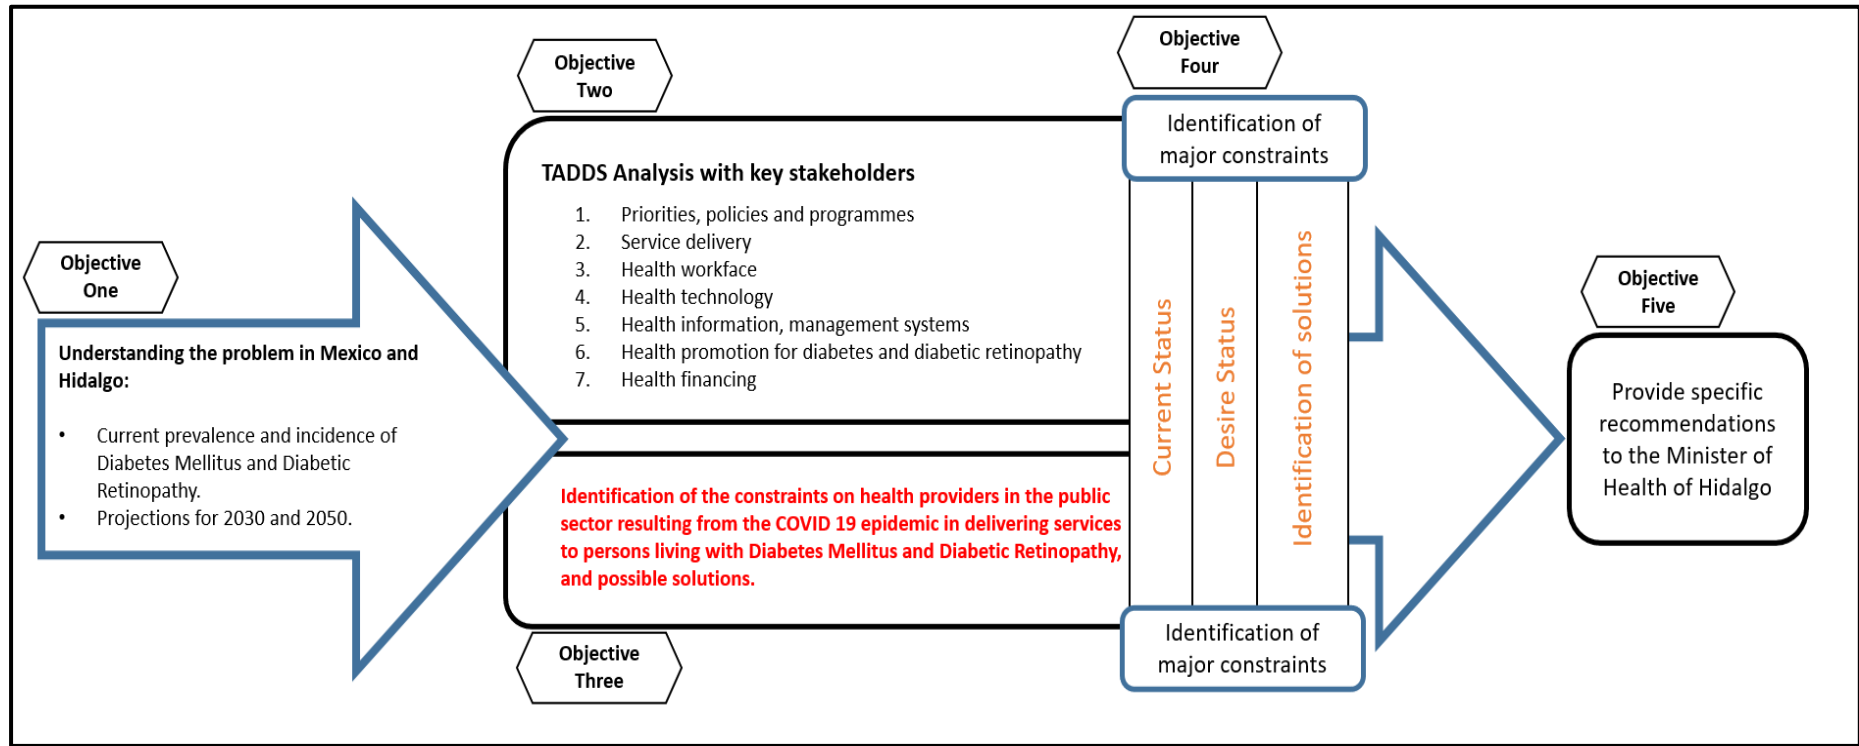 Objective
One
Understanding the problem in Mexico and
Hidalgo:
• Current prevalence and incidence of
Diabetes Mellitus and Diabetic
Retinopathy.
• Projections for 2030 and 2050.
Objective
Two
TADDS Analysis with key stakeholders
1. Priorities, policies and programmes
2. Service delivery
3. Health workface
4. Health technology
5. Health information, management systems
6. Health promotion for diabetes and diabetic retinopathy
7. Health financing
Identification of the constraints on health providers in the public
sector resulting from the COVID 19 epidemic in delivering services
to persons living with Diabetes Mellitus and Diabetic Retinopathy,
and possible solutions.
Objective
Three
Objective
Four
Identification of
major constraints
Current Status
Desire Status
Identification of solutions
Identification of
major constraints
Objective
Five
Provide specific
recommendations
to the Minister of
Health of Hidalgo